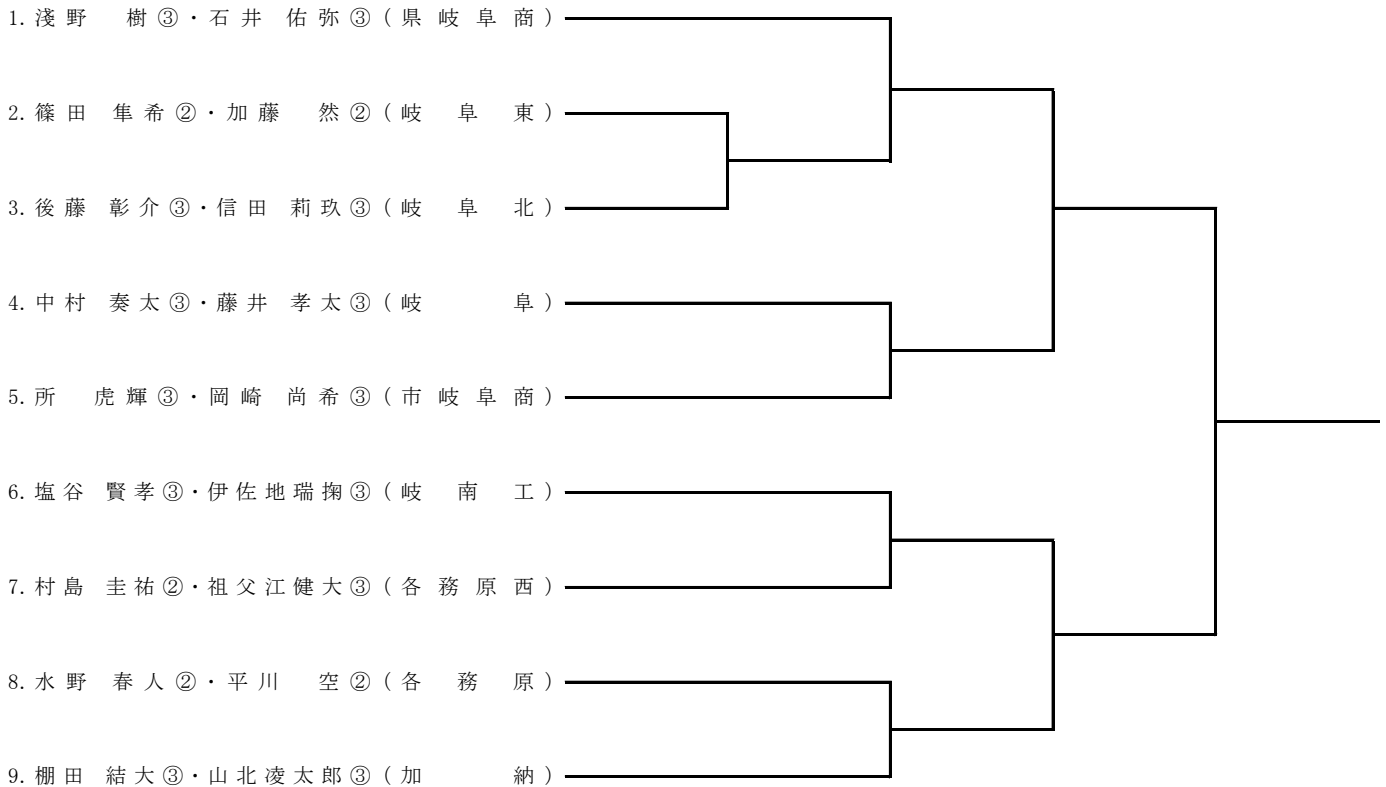 1. 淺野 樹③・石井 佑弥③(県岐阜商)
2. 篠田 隼希②・加藤 然②(岐阜東)
3. 後藤 彰介③・信田 莉玖③(岐阜北)
4. 中村 奏太③・藤井 孝太③(岐阜)
5. 所 虎輝③・岡崎 尚希③(市岐阜商)
6. 塩谷 賢孝③・伊佐地瑞掬③(岐南工)
7. 村島 圭祐②・祖父江健大③(各務原西)
8. 水野 春人②・平川 空②(各務原)
9. 棚田 結大③・山北凌太郎③(加納)